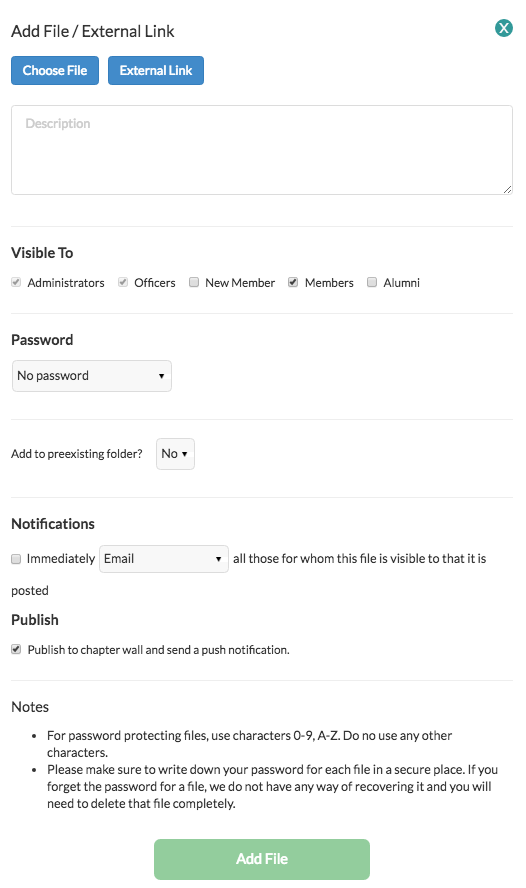 Add File / External Link
X
Choose File External Link
Description
Visible To
Administrators Officers New Member Members Alumni
Password
No password
Add to preexisting folder? No
Notifications
Immediately Email all those for whom this file is visible to that it is
posted
Publish
Publish to chapter wall and send a push notification.
Notes
• For password protecting files, use characters 0-9, A-Z. Do no use any other
characters.
• Please make sure to write down your password for each file in a secure place. If you
forget the password for a file, we do not have any way of recovering it and you will
need to delete that file completely.
Add File